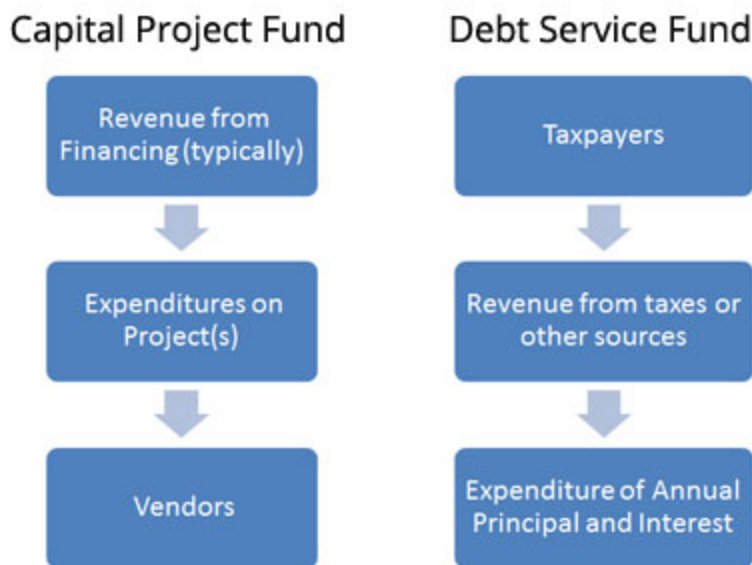 Capital Project Fund
Revenue from
Financing (typically)
Expenditures on
Project(s)
Vendors
Debt Service Fund
Taxpayers
Revenue from taxes or
other sources
Expenditure of Annual
Principal and Interest